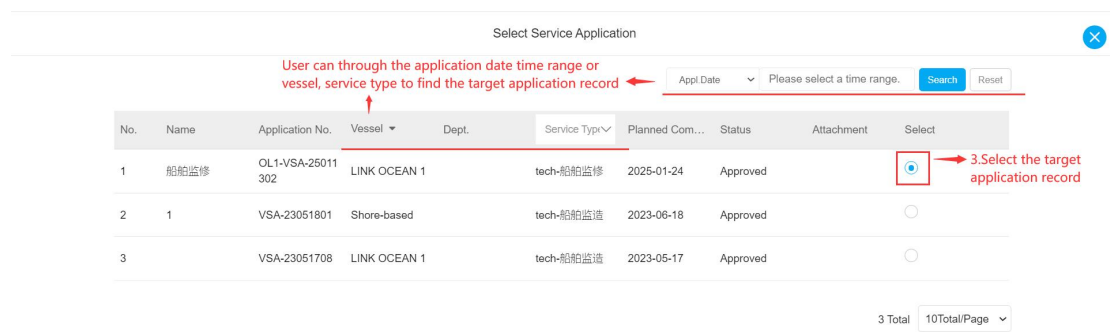 Select Service Application
User can through the application date time range or
vessel, service type to find the target application record
Appl.Date Please select a time range. Search Reset
No. Name Application No. Vessel Dept. Service Type Planned Com... Status Attachment Select
1 船舶监修 OL1-VSA-25011302 LINK OCEAN 1 tech-船舶监修 2025-01-24 Approved
3.Select the target
application record
2 1 VSA-23051801 Shore-based tech-船舶监造 2023-06-18 Approved
3 VSA-23051708 LINK OCEAN 1 tech-船舶监造 2023-05-17 Approved
3 Total 10Total/Page